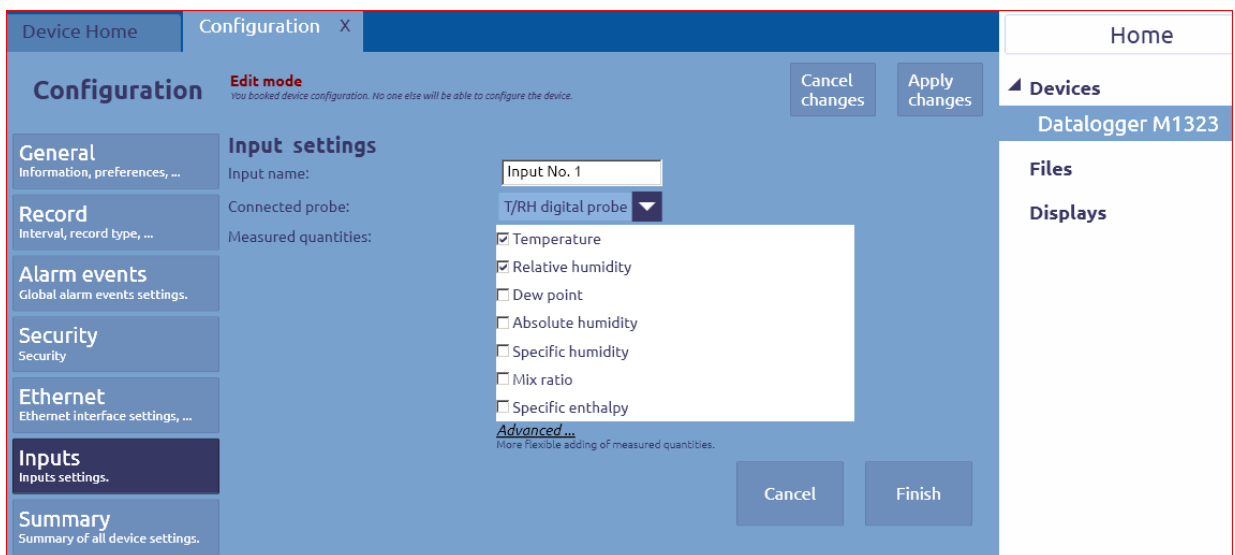 Device Home
Configuration X
Home
Configuration
Edit mode
You booked device configuration. No one else will be able to configure the device.
Cancel changes
Apply changes
Devices
Datalogger M1323
Files
Displays
General
Information, preferences, ...
Record
Interval, record type, ...
Alarm events
Global alarm events settings.
Security
Security
Ethernet
Ethernet interface settings, ...
Inputs
Inputs settings.
Summary
Summary of all device settings.
Input settings
Input name:
Input No. 1
Connected probe:
T/RH digital probe
Measured quantities:
Temperature
Relative humidity
Dew point
Absolute humidity
Specific humidity
Mix ratio
Specific enthalpy
Advanced ...
More flexible adding of measured quantities.
Cancel
Finish